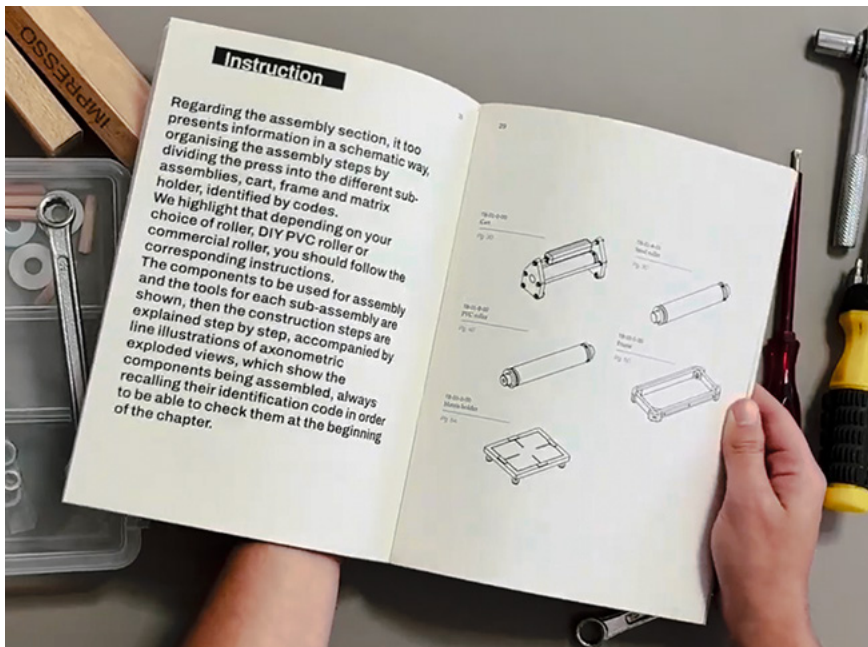 IMPRESSO
Instruction
Regarding the assembly section, it too
presents information in a schematic way,
organising the assembly steps by
dividing the press into the different sub-
assemblies, cart, frame and matrix
holder, identified by codes.
We highlight that depending on your
choice of roller, DIY PVC roller or
commercial roller, you should follow the
corresponding instructions.
The components to be used for assembly
and the tools for each sub-assembly are
shown, then the construction steps are
explained step by step, accompanied by
line illustrations of axonometric
exploded views, which show the
components being assembled, always
recalling their identification code in order
to be able to check them at the beginning
of the chapter.
29
Cart
PVC roller
Frame
Matrix holder